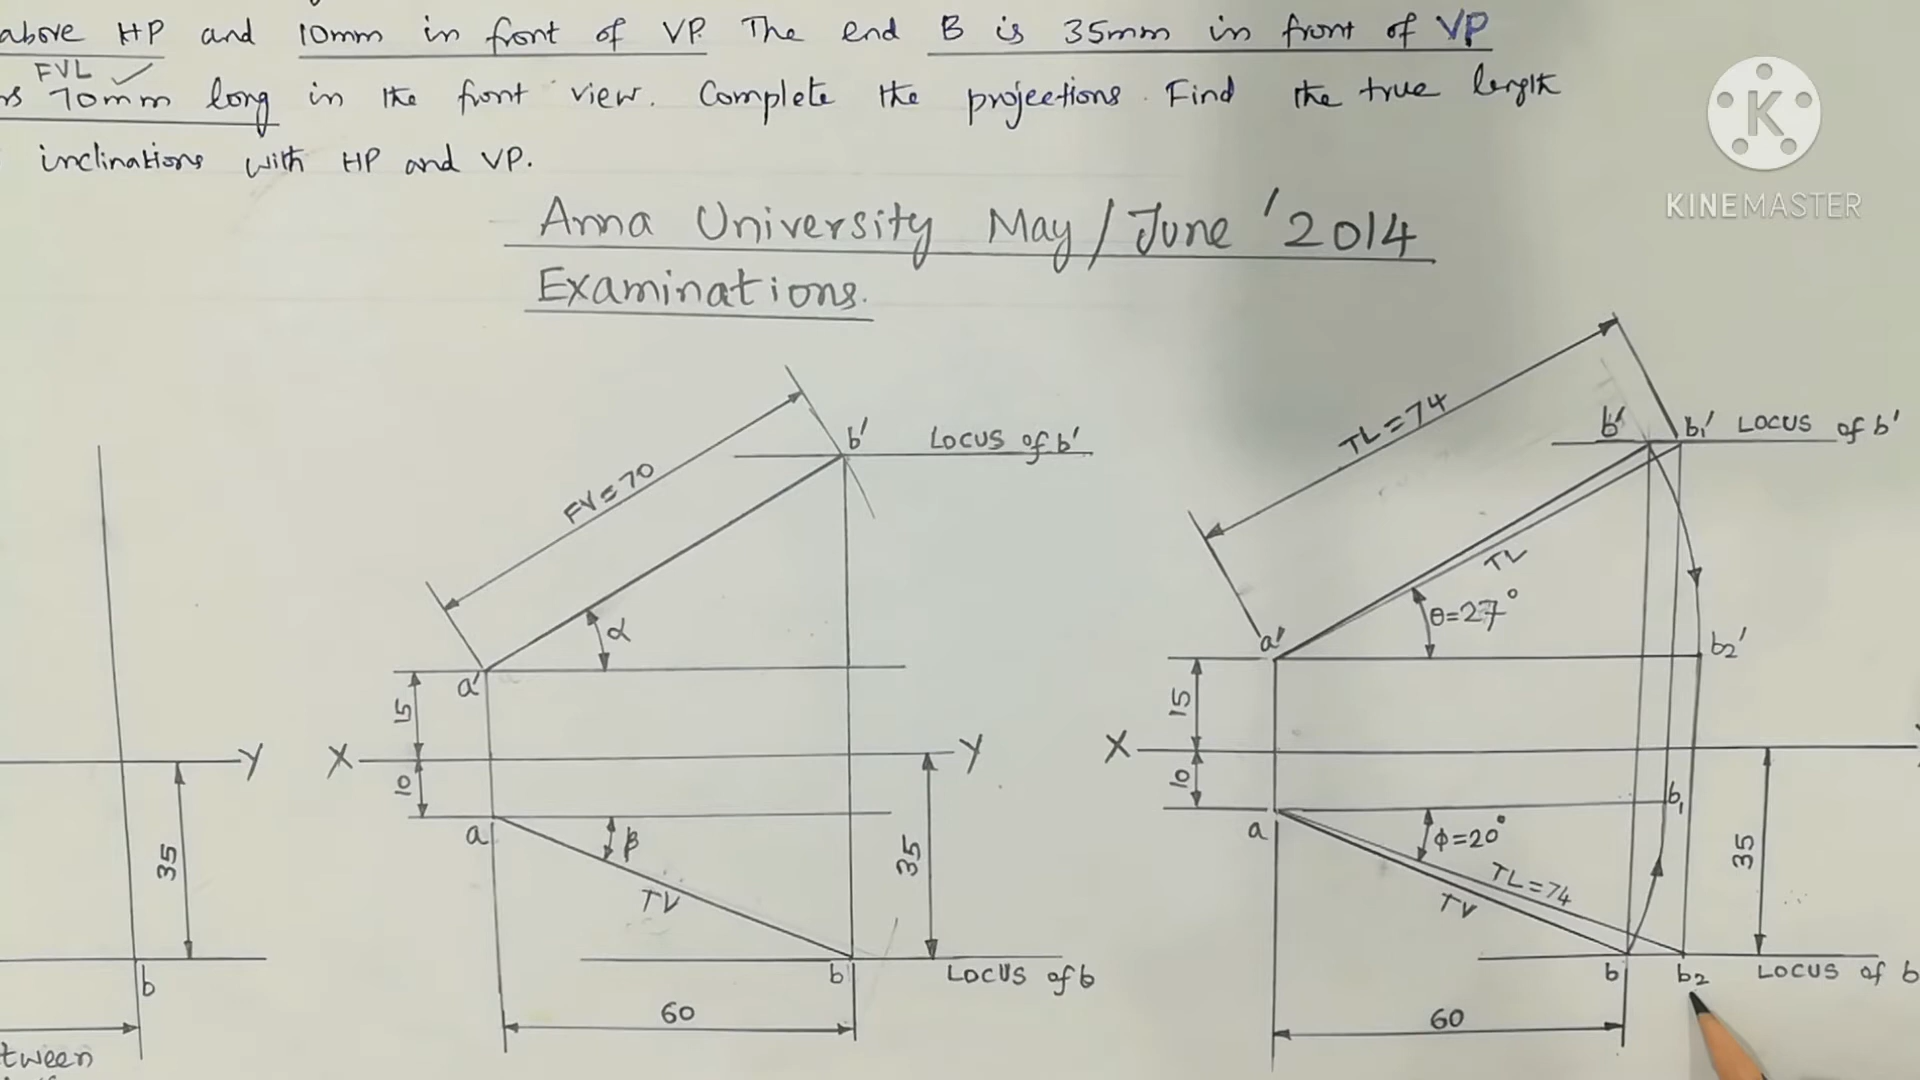 above HP and 10mm in front of VP. The end B is 35mm in front of VP
FVL
70mm long in the front view. Complete the projections. Find the true length
inclinations with HP and VP.
K
KINEMASTER
Anna University May/June '2014
Examinations.
FV=70
b'
Locus of b'
α
a'
15
X
Y
10
a
β
TV
35
b
Locus of b
60
Y
35
b
tween
TL=74
b'
b₁'
Locus of b'
TL
θ=27°
a'
b₂'
15
X
10
b₁
a
φ=20°
TL=74
TV
35
b
b₂
Locus of b
60